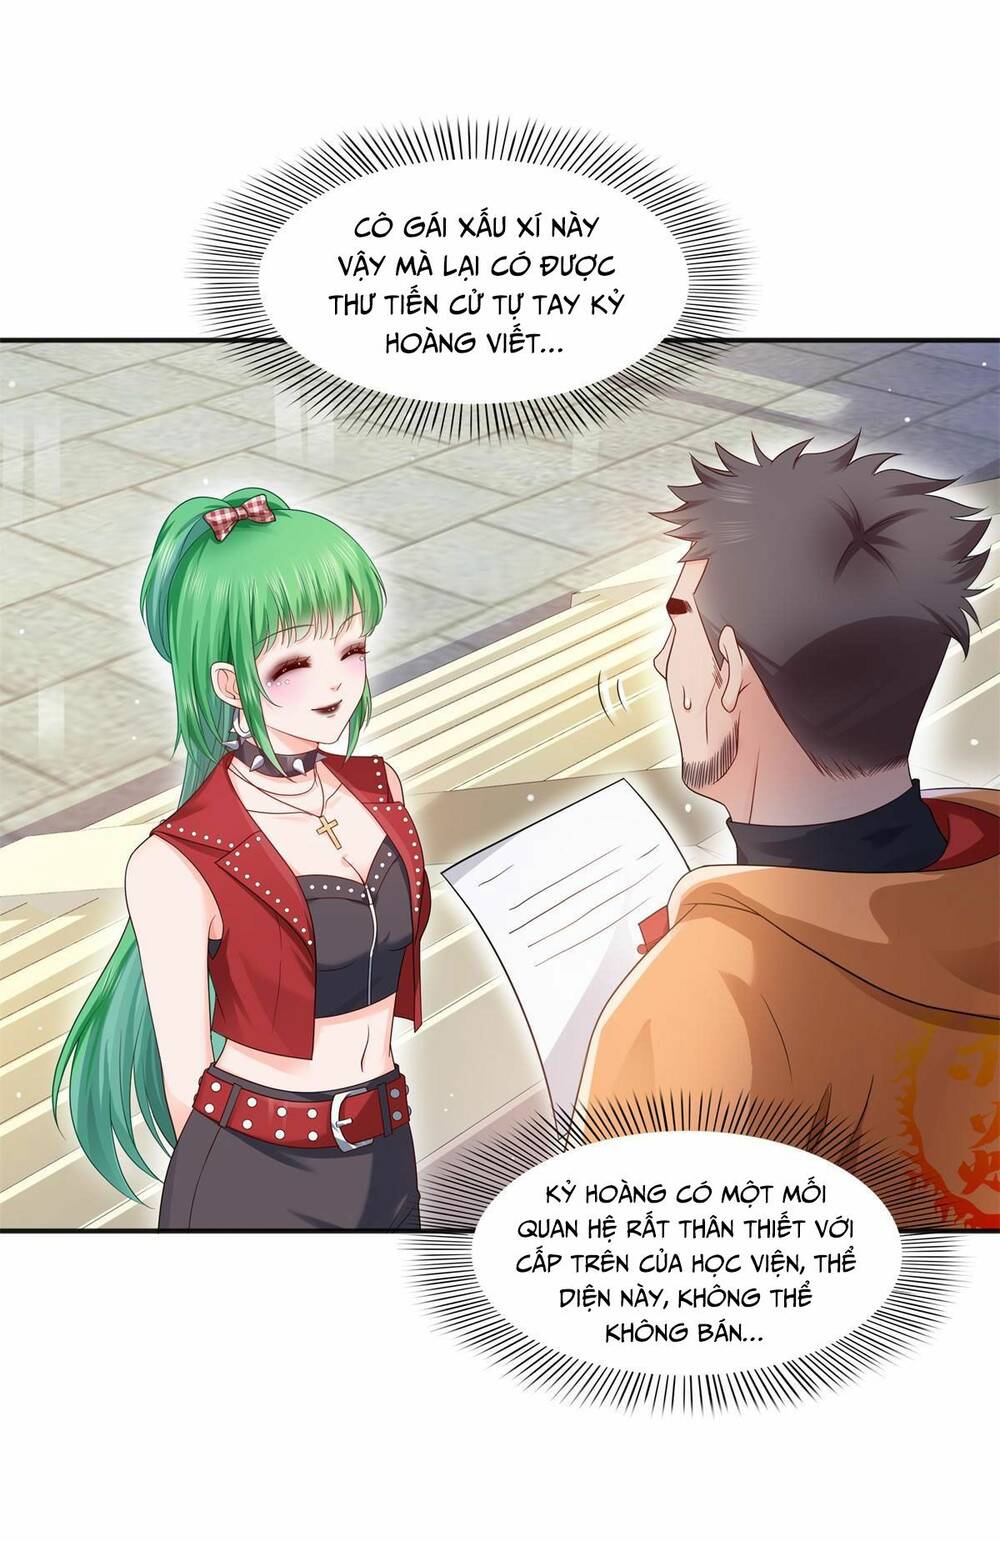 CÔ GÁI XẤU XÍ NÀY
VẬY MÀ LẠI CÓ ĐƯỢC
THƯ TIẾN CỬ TỰ TAY KỶ
HOÀNG VIẾT...
KỶ HOÀNG CÓ MỘT MỐI
QUAN HỆ RẤT THÂN THIẾT VỚI
CẤP TRÊN CỦA HỌC VIỆN, THỂ
DIỆN NÀY, KHÔNG THỂ
KHÔNG BÁN...